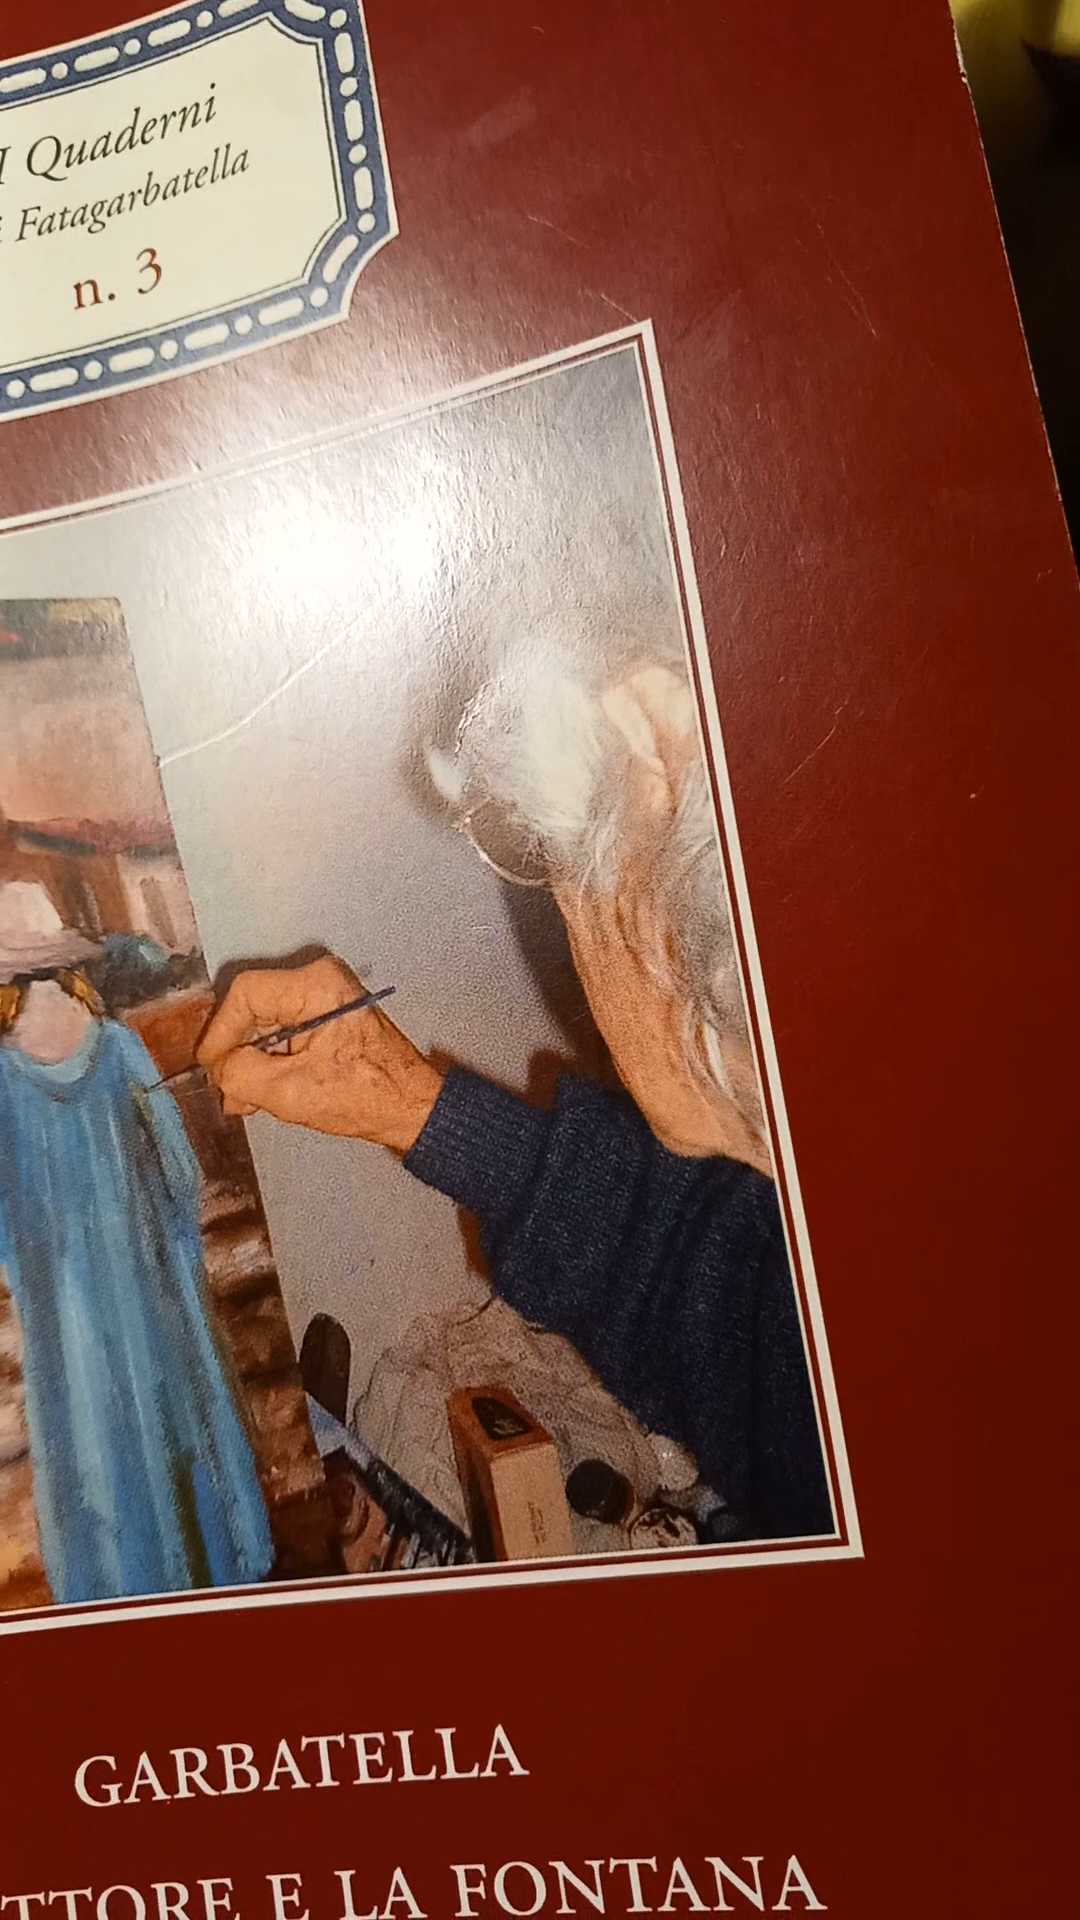 I Quaderni
i Fatagarbatella
n. 3
GARBATELLA
TTORE E LA FONTANA